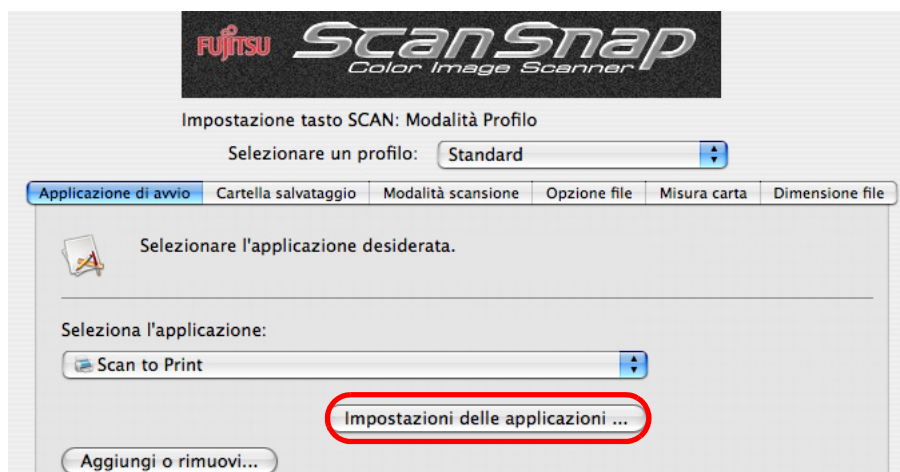 FUJITSU ScanSnap
Color Image Scanner
Impostazione tasto SCAN: Modalità Profilo
Selezionare un profilo: Standard
Applicazione di avvio Cartella salvataggio Modalità scansione Opzione file Misura carta Dimensione file
Selezionare l'applicazione desiderata.
Seleziona l'applicazione:
Scan to Print
Impostazioni delle applicazioni ...
Aggiungi o rimuovi...